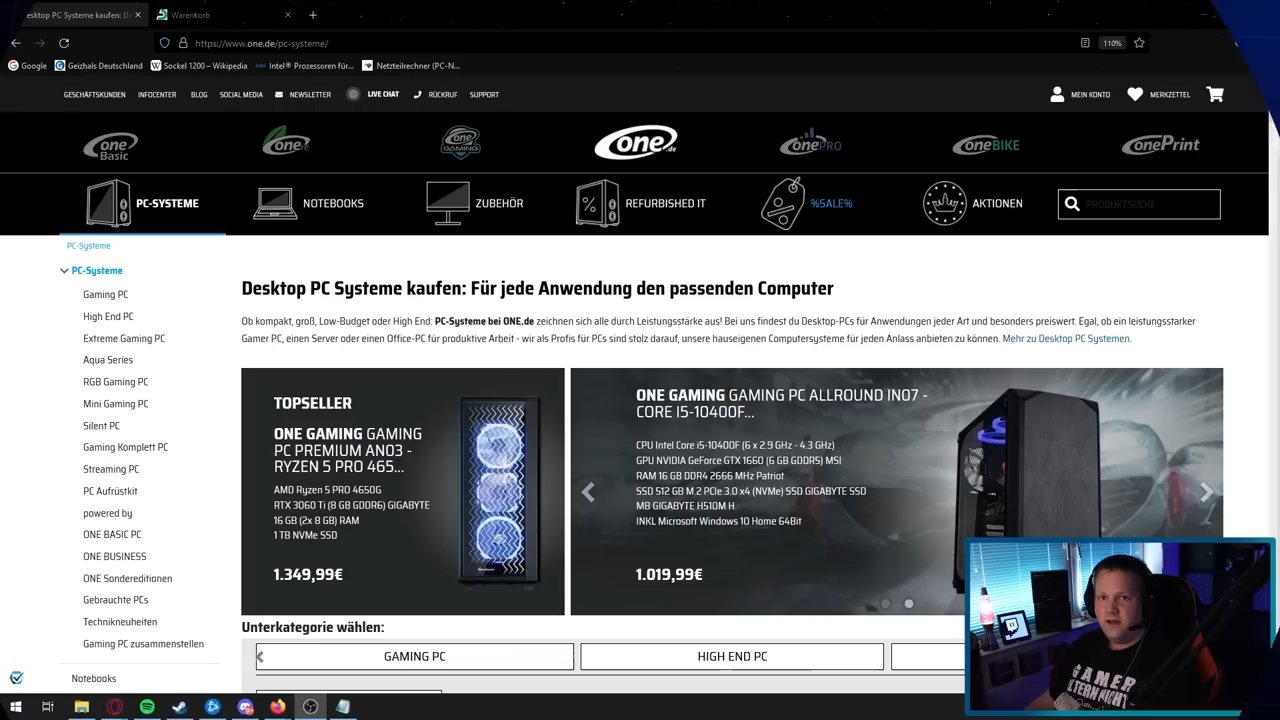 esktop PC Systeme kaufen: D
Warenkorb
https://www.one.de/pc-systeme/
110%
Google
Geizhals Deutschland
Sockel 1200 – Wikipedia
Intel® Prozessoren für...
Netzteilrechner (PC-N...
GESCHÄFTSKUNDEN
INFOCENTER
BLOG
SOCIAL MEDIA
NEWSLETTER
LIVE CHAT
RÜCKRUF
SUPPORT
MEIN KONTO
MERKZETTEL
one Basic
one
one GAMING
one.de
onePRO
oneBIKE
onePrint
PC-SYSTEME
NOTEBOOKS
ZUBEHÖR
REFURBISHED IT
%SALE%
AKTIONEN
PRODUKTSUCHE
PC-Systeme
PC-Systeme
Gaming PC
High End PC
Extreme Gaming PC
Aqua Series
RGB Gaming PC
Mini Gaming PC
Silent PC
Gaming Komplett PC
Streaming PC
PC Aufrüstkit
powered by
ONE BASIC PC
ONE BUSINESS
ONE Sondereditionen
Gebrauchte PCs
Technikneuheiten
Gaming PC zusammenstellen
Notebooks
Desktop PC Systeme kaufen: Für jede Anwendung den passenden Computer
Ob kompakt, groß, Low-Budget oder High End: PC-Systeme bei ONE.de zeichnen sich alle durch Leistungsstärke aus! Bei uns findest du Desktop-PCs für Anwendungen jeder Art und besonders preiswert. Egal, ob ein leistungsstarker
Gamer PC, einen Server oder einen Office-PC für produktive Arbeit - wir als Profis für PCs sind stolz darauf, unsere hauseigenen Computersysteme für jeden Anlass anbieten zu können. Mehr zu Desktop PC Systemen.
TOPSELLER
ONE GAMING GAMING
PC PREMIUM AN03 -
RYZEN 5 PRO 465...
AMD Ryzen 5 PRO 4650G
RTX 3060 Ti (8 GB GDDR6) GIGABYTE
16 GB (2x 8 GB) RAM
1 TB NVMe SSD
1.349,99€
ONE GAMING GAMING PC ALLROUND IN07 -
CORE I5-10400F...
CPU Intel Core i5-10400F (6 x 2.9 GHz - 4.3 GHz)
GPU NVIDIA GeForce GTX 1660 (6 GB GDDR5) MSI
RAM 16 GB DDR4 2666 MHz Patriot
SSD 512 GB M.2 PCIe 3.0 x4 (NVMe) SSD GIGABYTE SSD
MB GIGABYTE H510M H
INKL Microsoft Windows 10 Home 64Bit
1.019,99€
Unterkategorie wählen:
GAMING PC
HIGH END PC
GAMER
ALTERN NICHT